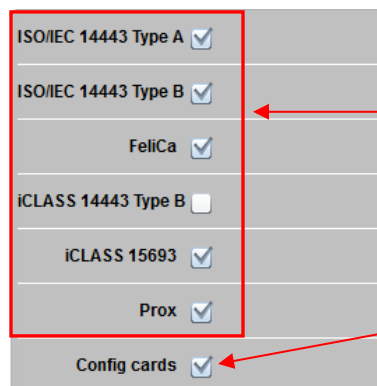 ISO/IEC 14443 Type A
ISO/IEC 14443 Type B
FeliCa
iCLASS 14443 Type B
iCLASS 15693
Prox
Config cards